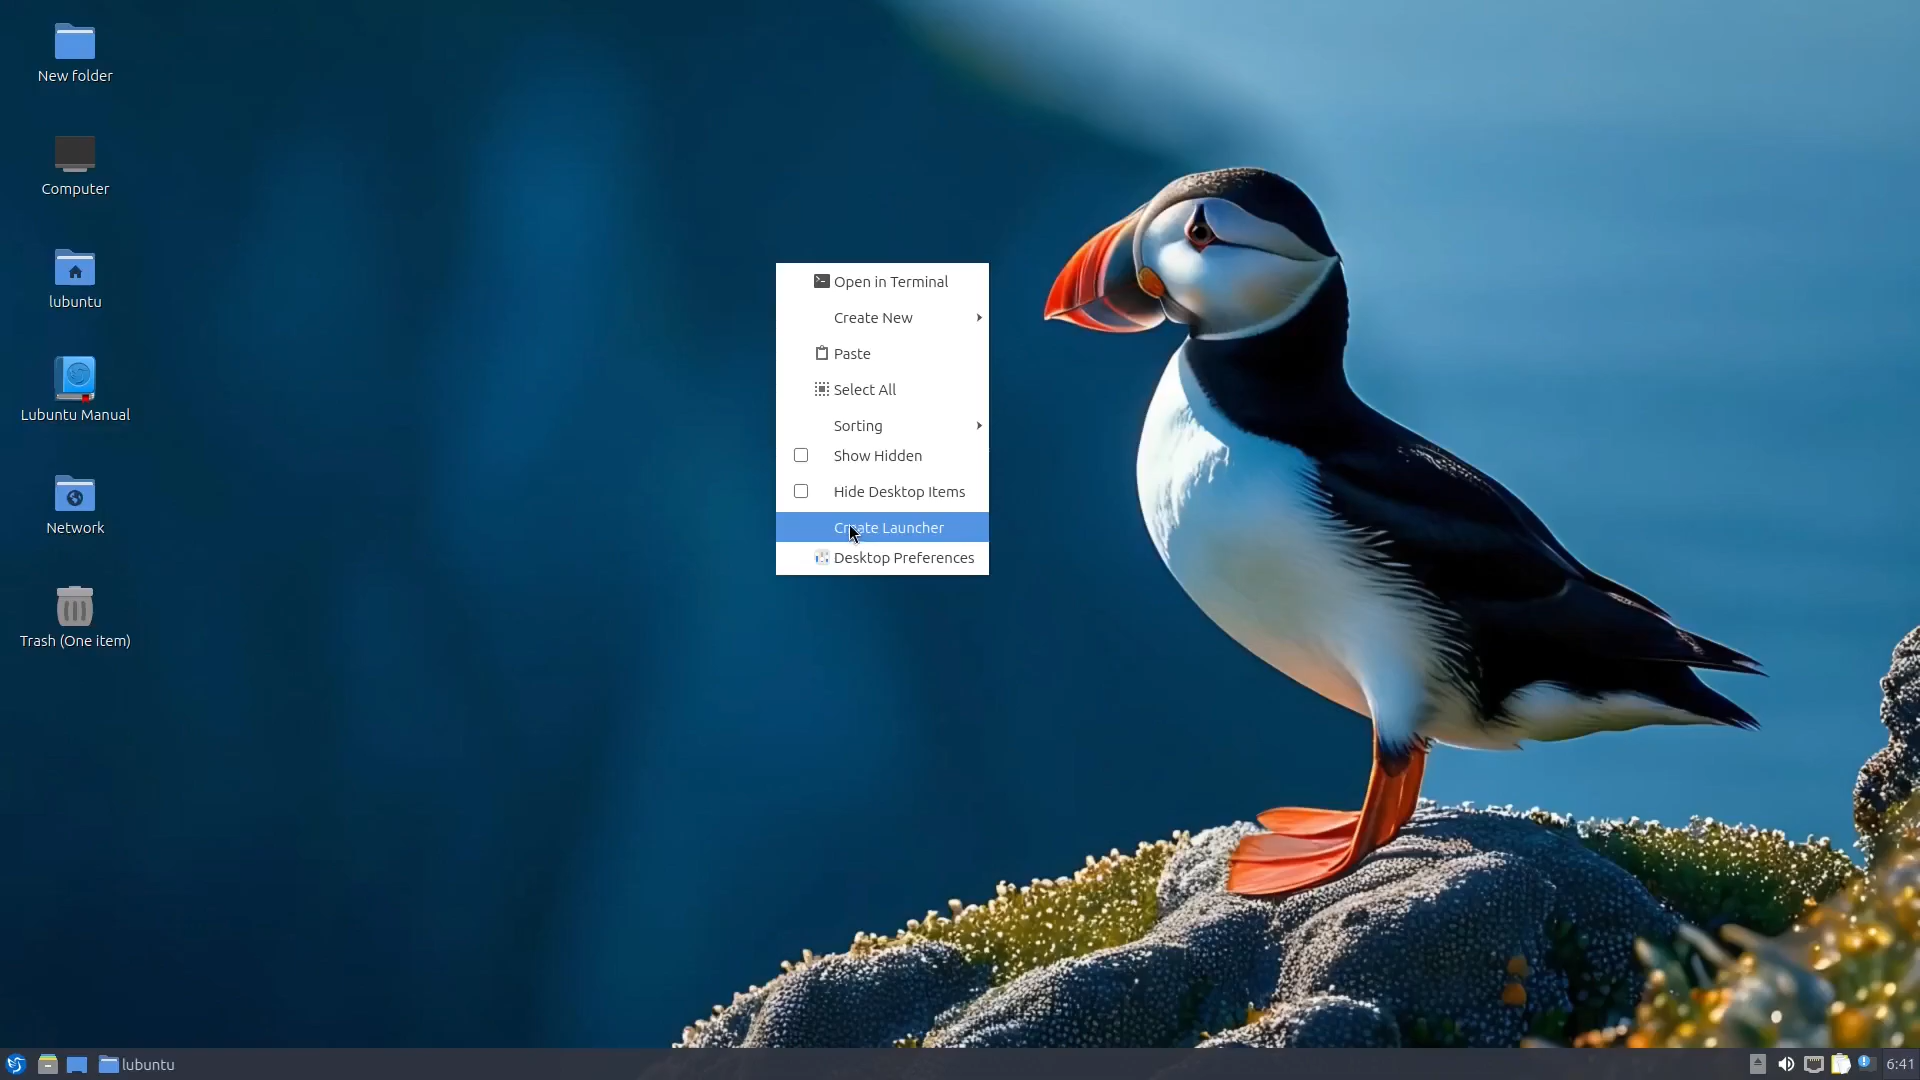 New folder
Computer
lubuntu
Lubuntu Manual
Network
Trash (One item)
Open in Terminal
Create New
Paste
Select All
Sorting
Show Hidden
Hide Desktop Items
Create Launcher
Desktop Preferences
lubuntu
6:41